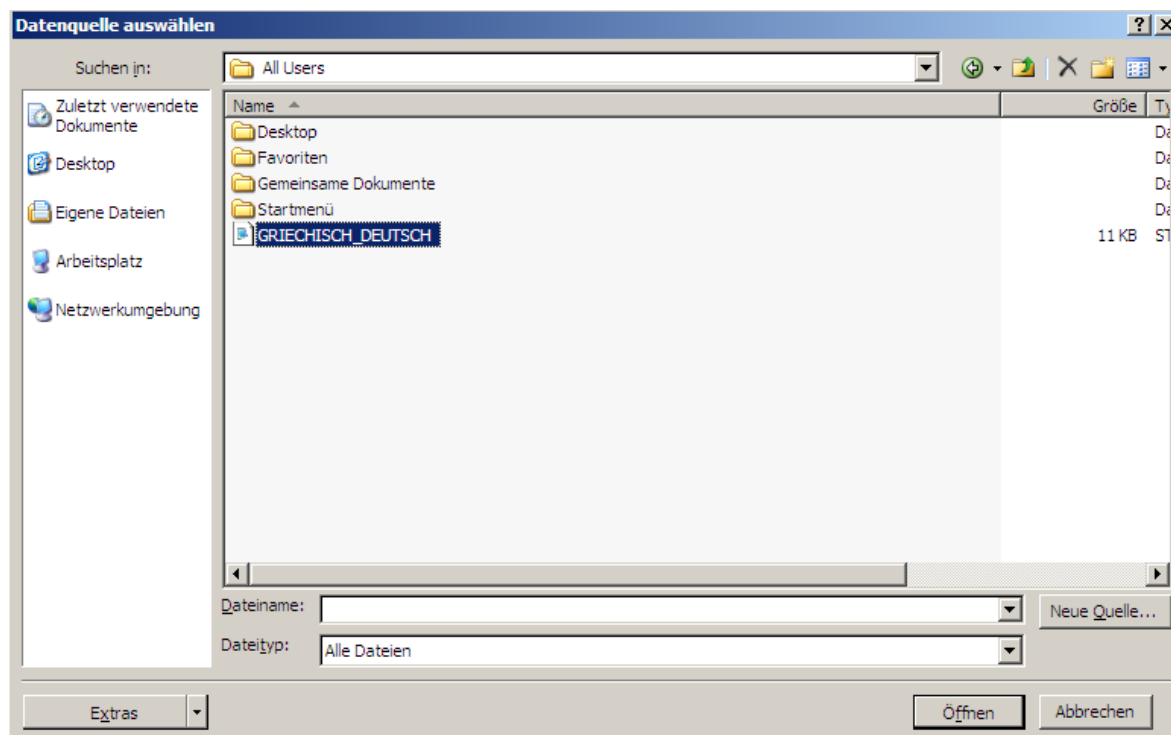 Datenquelle auswählen
Suchen in:
All Users
Zuletzt verwendete
Dokumente
Desktop
Eigene Dateien
Arbeitsplatz
Netzwerkumgebung
Name Größe
Desktop
Favoriten
Gemeinsame Dokumente
Startmenü
GRIECHISCH_DEUTSCH 11 KB ST
Dateiname:
Neue Quelle...
Dateityp:
Alle Dateien
Extras
Öffnen
Abbrechen